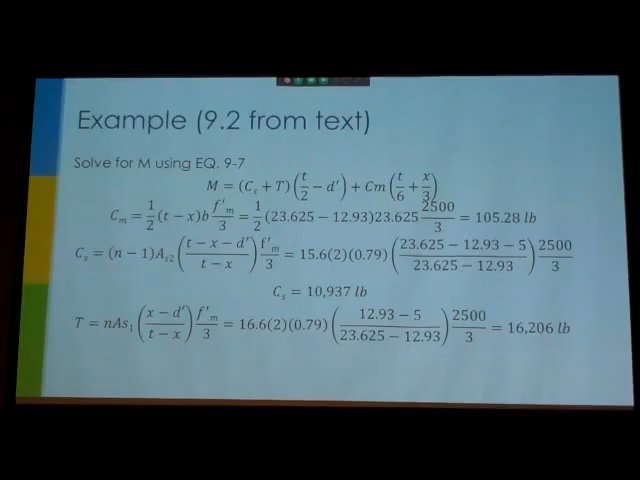 Example (9.2 from text)
Solve for M using EQ. 9-7
M = (C_s + T)(t/2 − d′) + Cm(t/6 + x/3)
C_m = 1/2 (t − x)b f′_m/3 = 1/2 (23.625 − 12.93)23.625 2500/3 = 105.28 lb
C_s = (n − 1)A_s2 ((t − x − d′)/(t − x)) f′_m/3 = 15.6(2)(0.79) ((23.625 − 12.93 − 5)/(23.625 − 12.93)) 2500/3
C_s = 10,937 lb
T = nAs_1 ((x − d′)/(t − x)) f′_m/3 = 16.6(2)(0.79) ((12.93 − 5)/(23.625 − 12.93)) 2500/3 = 16,206 lb